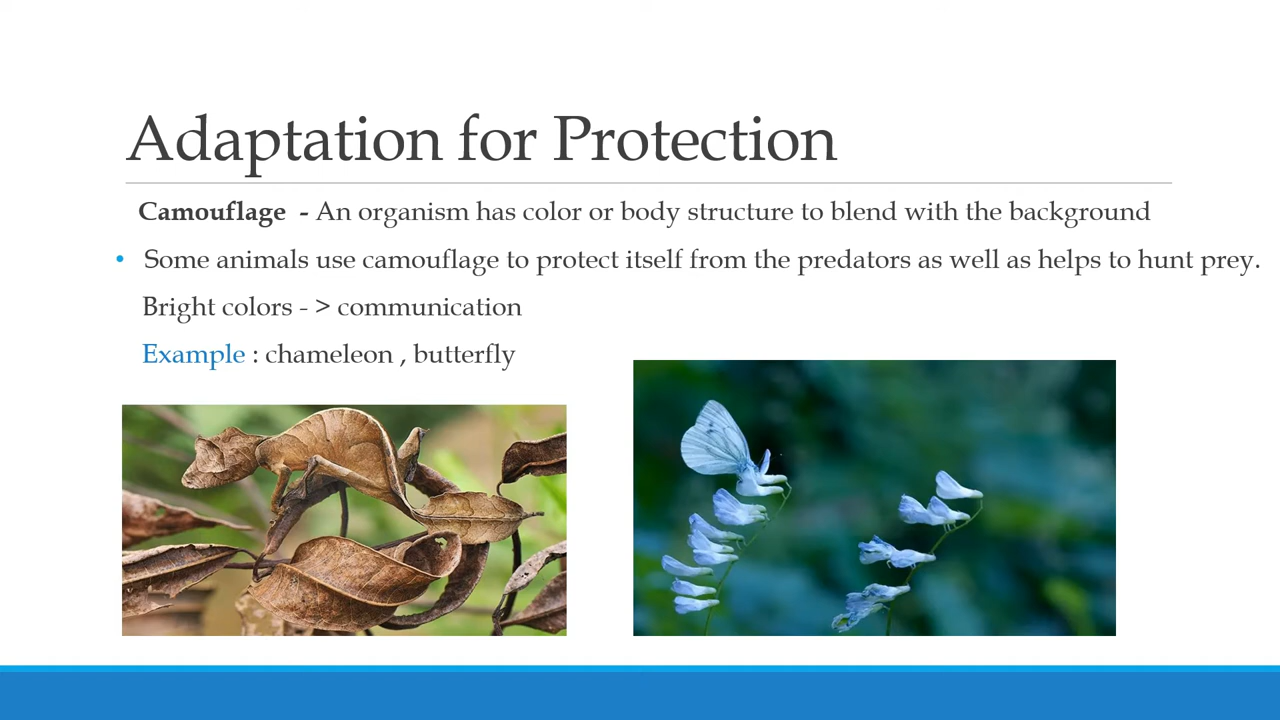 Adaptation for Protection
Camouflage - An organism has color or body structure to blend with the background
• Some animals use camouflage to protect itself from the predators as well as helps to hunt prey.
Bright colors - > communication
Example : chameleon , butterfly